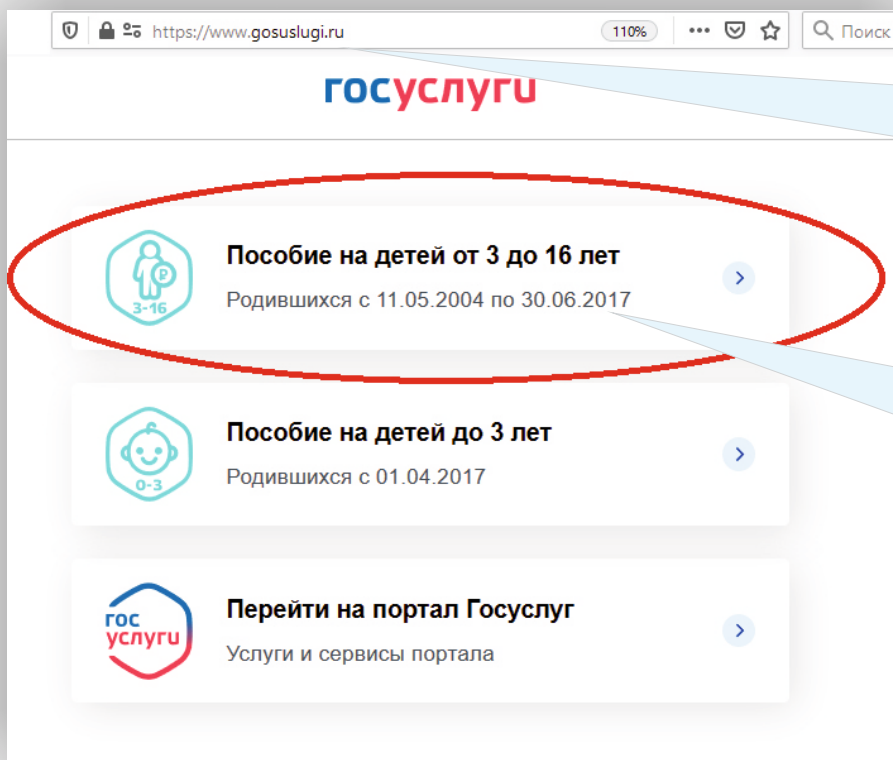 https://www.gosuslugi.ru
110%
Поиск
госуслуги
Пособие на детей от 3 до 16 лет
Родившихся с 11.05.2004 по 30.06.2017
3-16
Пособие на детей до 3 лет
Родившихся с 01.04.2017
0-3
Перейти на портал Госуслуг
гос
услуги
Услуги и сервисы портала